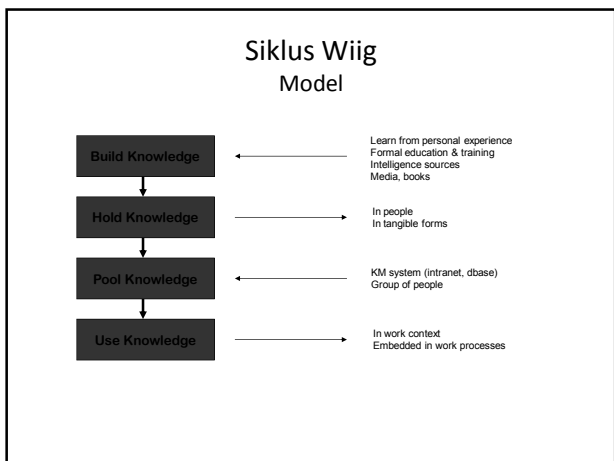 Siklus Wiig
Model
Build Knowledge
Learn from personal experience
Formal education & training
Intelligence sources
Media, books
Hold Knowledge
In people
In tangible forms
Pool Knowledge
KM system (intranet, dbase)
Group of people
Use Knowledge
In work context
Embedded in work processes